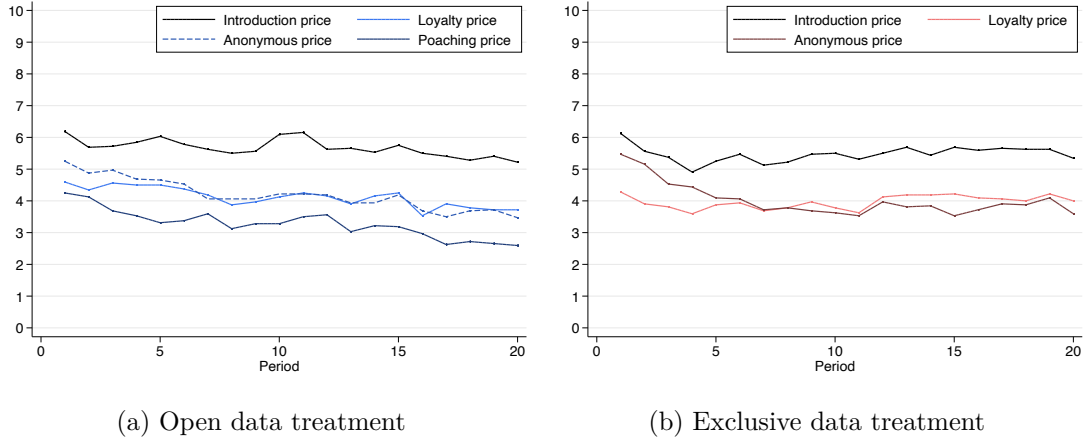 10
9
8
7
6
5
4
3
2
1
0
Introduction price Loyalty price
Anonymous price Poaching price
0 5 10 15 20
Period
(a) Open data treatment
10
9
8
7
6
5
4
3
2
1
0
Introduction price Loyalty price
Anonymous price
0 5 10 15 20
Period
(b) Exclusive data treatment